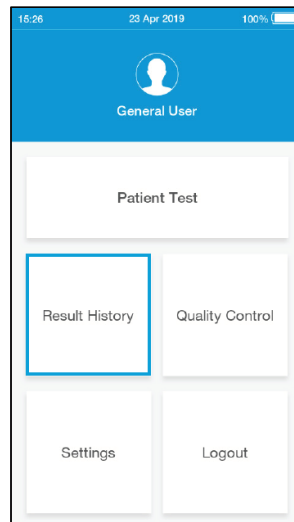 15:26 23 Apr 2019 100%
General User
Patient Test
Result History Quality Control
Settings Logout